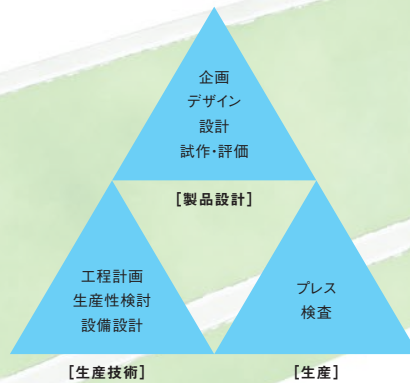 企画
デザイン
設計
試作・評価
[製品設計]
工程計画
生産性検討
設備設計
プレス
検査
[生産技術]
[生産]